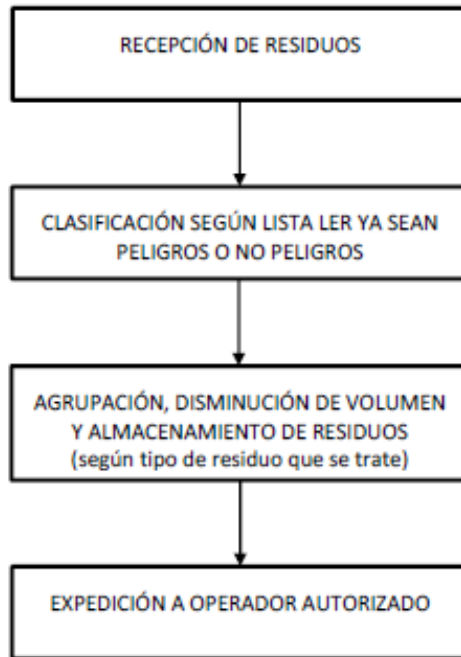 RECEPCIÓN DE RESIDUOS
CLASIFICACIÓN SEGÚN LISTA LER YA SEAN
PELIGROS O NO PELIGROS
AGRUPACIÓN, DISMINUCIÓN DE VOLUMEN
Y ALMACENAMIENTO DE RESIDUOS
(según tipo de residuo que se trate)
EXPEDICIÓN A OPERADOR AUTORIZADO